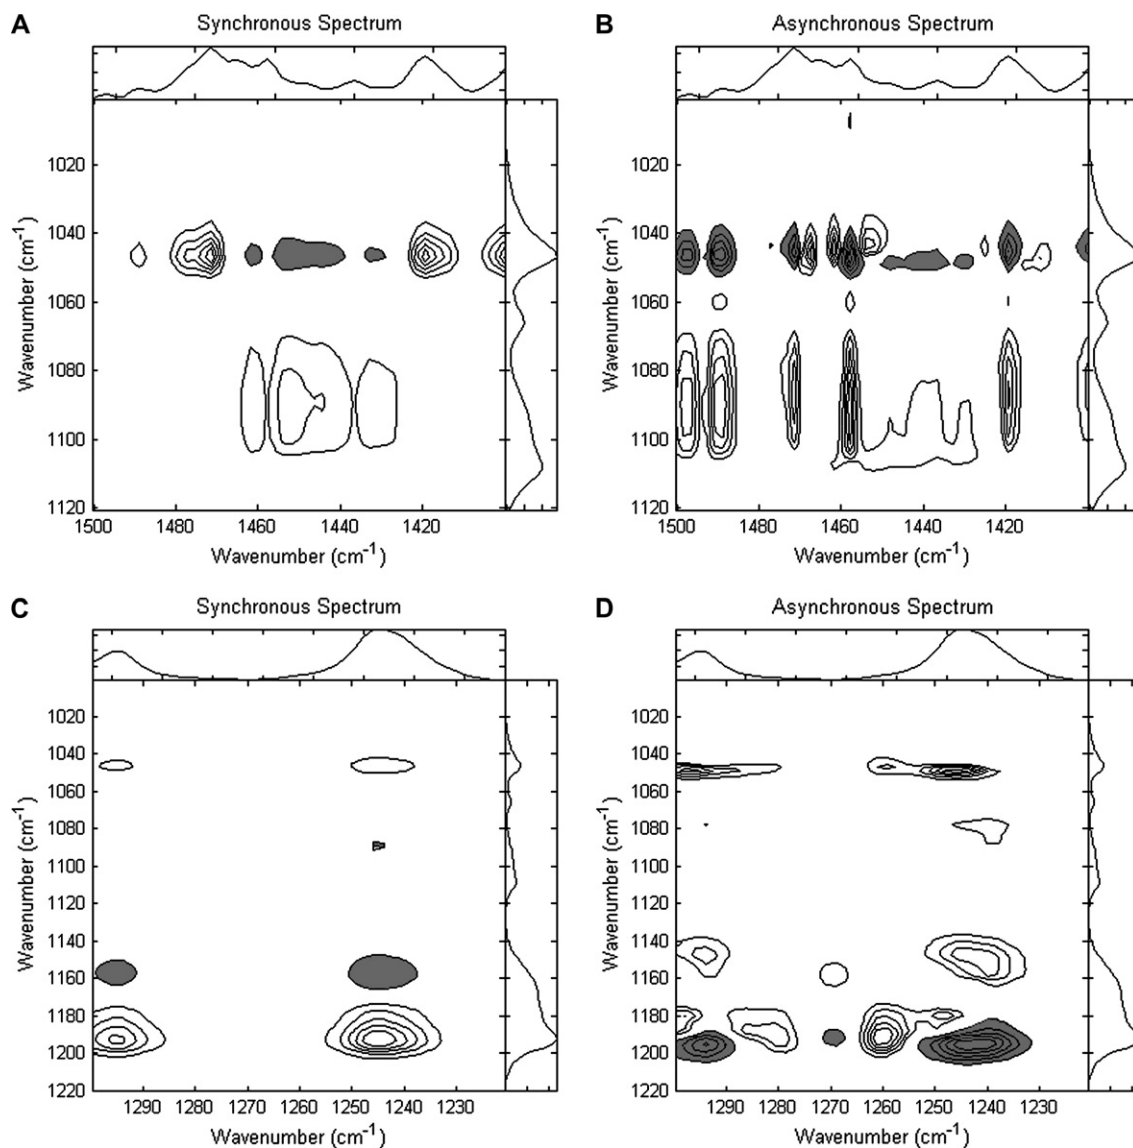 A Synchronous Spectrum
1020
1040
1060
1080
1100
1120
Wavenumber (cm-1)
1500 1480 1460 1440 1420
Wavenumber (cm-1)
B Asynchronous Spectrum
1020
1040
1060
1080
1100
1120
Wavenumber (cm-1)
1500 1480 1460 1440 1420
Wavenumber (cm-1)
C Synchronous Spectrum
1020
1040
1060
1080
1100
1120
1140
1160
1180
1200
1220
Wavenumber (cm-1)
1290 1280 1270 1260 1250 1240 1230
Wavenumber (cm-1)
D Asynchronous Spectrum
1020
1040
1060
1080
1100
1120
1140
1160
1180
1200
1220
Wavenumber (cm-1)
1290 1280 1270 1260 1250 1240 1230
Wavenumber (cm-1)